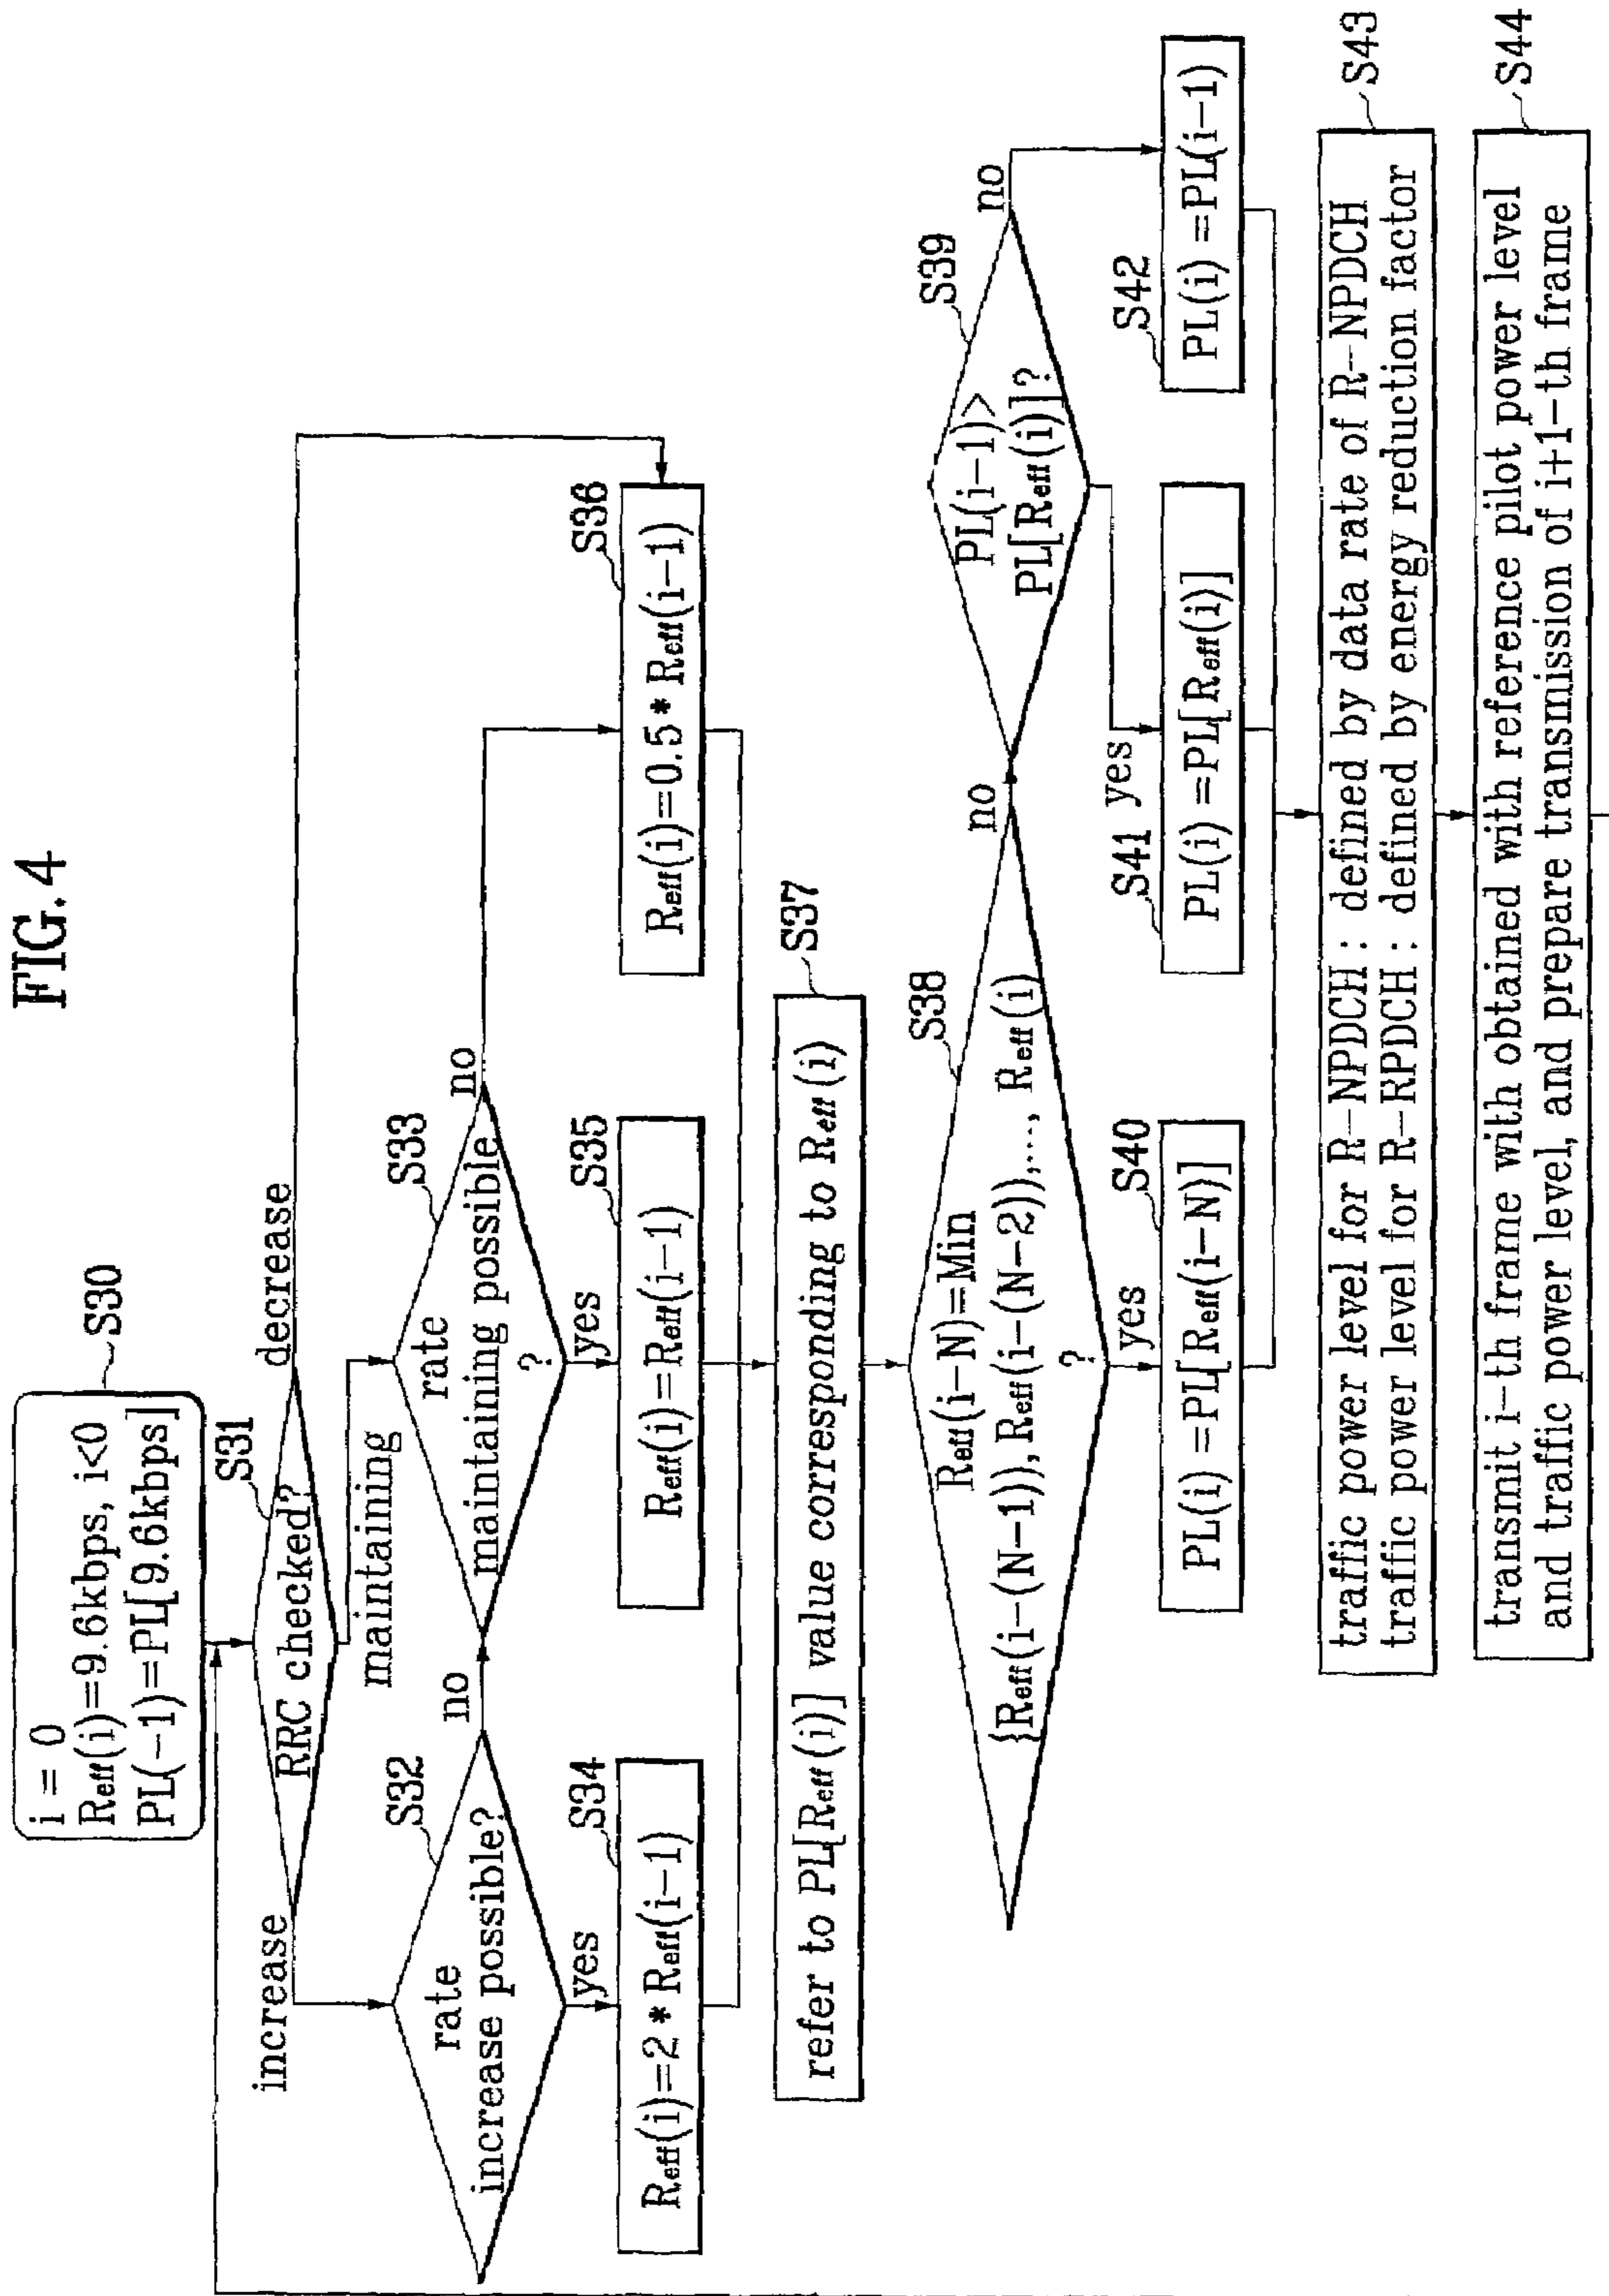 FIG. 4
i = 0
Reff(i)=9.6kbps, i<0
PL(-1)=PL[9.6kbps]
S30
RRC checked?
S31
increase
maintaining
decrease
rate
increase possible?
S32
no
yes
rate
maintaining possible
?
S33
no
yes
Reff(i)=2*Reff(i-1)
S34
Reff(i)=Reff(i-1)
S35
Reff(i)=0.5*Reff(i-1)
S36
refer to PL[Reff(i)] value corresponding to Reff(i)
S37
Reff(i-N)=Min
{Reff(i-(N-1)),Reff(i-(N-2)),...., Reff(i)
?
S38
no
yes
PL(i-1)>
PL[Reff(i)]?
S39
no
yes
PL(i)=PL[Reff(i-N)]
S40
PL(i)=PL[Reff(i)]
S41
PL(i)=PL(i-1)
S42
traffic power level for R-NPDCH : defined by data rate of R-NPDCH
traffic power level for R-RPDCH : defined by energy reduction factor
S43
transmit i-th frame with obtained with reference pilot power level
and traffic power level, and prepare transmission of i+1-th frame
S44